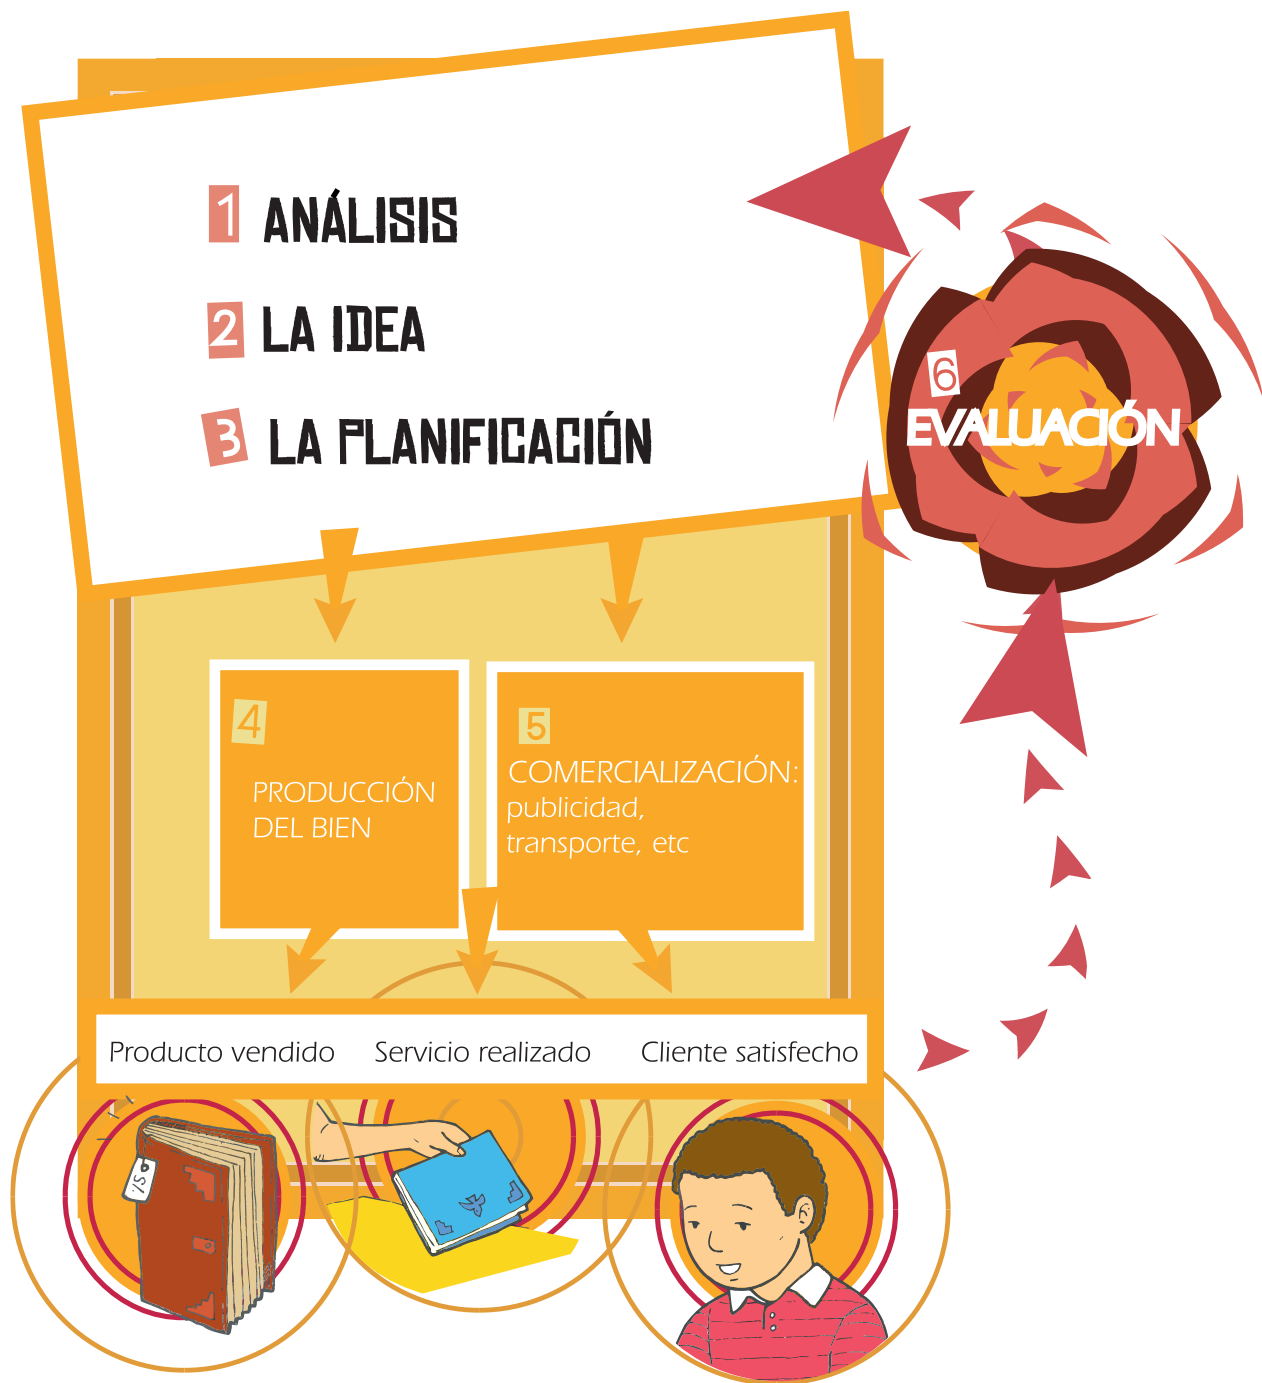 1 ANÁLISIS
2 LA IDEA
3 LA PLANIFICACIÓN
6
EVALUACIÓN
4
PRODUCCIÓN
DEL BIEN
5
COMERCIALIZACIÓN:
publicidad,
transporte, etc
Producto vendido
Servicio realizado
Cliente satisfecho
S/.